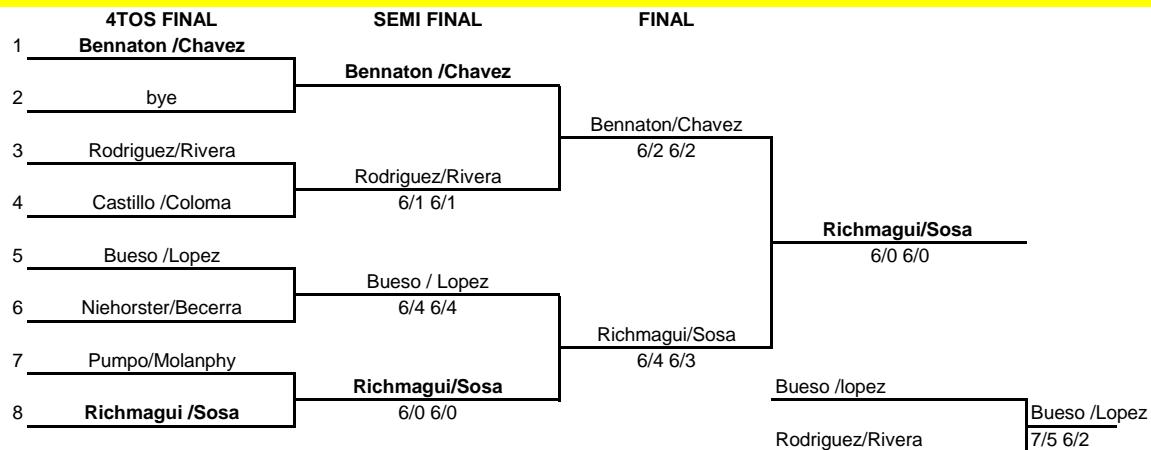 4TOS FINAL SEMI FINAL FINAL
1 Bennaton /Chavez
Bennaton /Chavez
2 bye
Bennaton/Chavez
3 Rodriguez/Rivera 6/2 6/2
Rodriguez/Rivera
4 Castillo /Coloma 6/1 6/1
Richmagui/Sosa
5 Bueso /Lopez 6/0 6/0
Bueso / Lopez
6 Niehorster/Becerra 6/4 6/4
Richmagui/Sosa
7 Pumpo/Molanphy 6/4 6/3
Richmagui/Sosa Bueso /lopez
8 Richmagui /Sosa 6/0 6/0 Bueso /Lopez
Rodriguez/Rivera 7/5 6/2